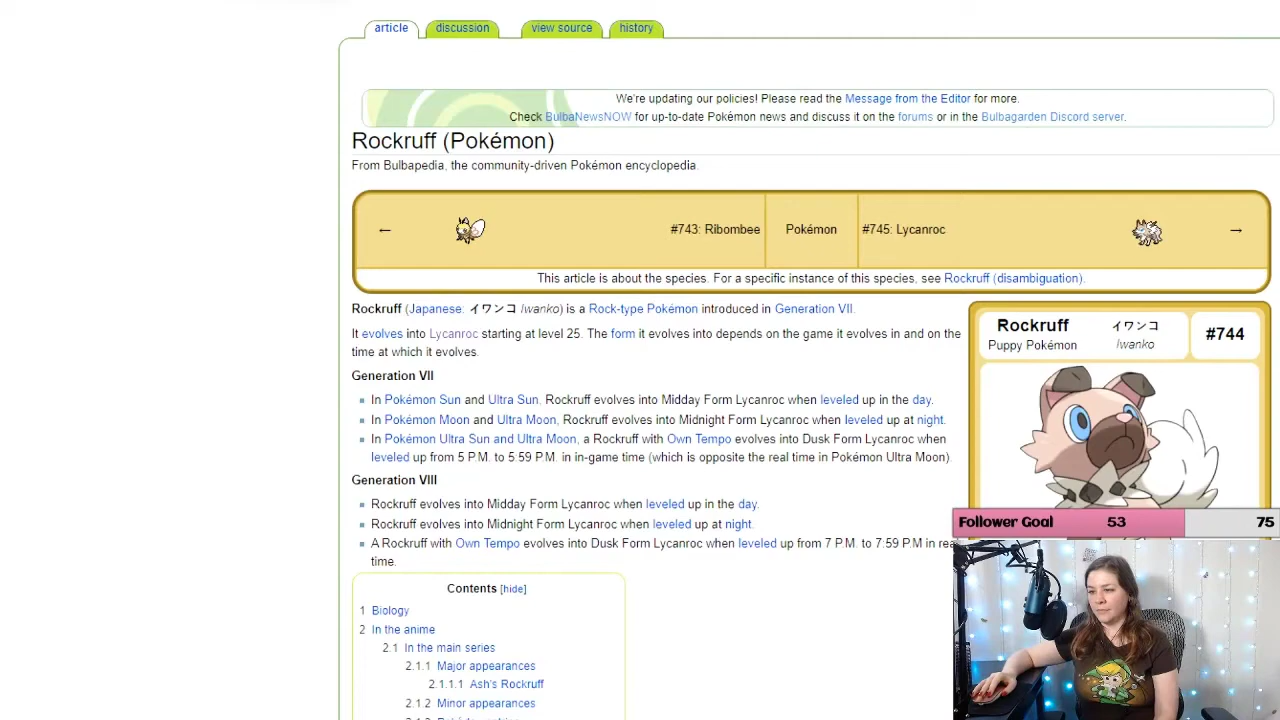 article
discussion
view source
history
We're updating our policies! Please read the Message from the Editor for more.
Check BulbaNewsNOW for up-to-date Pokémon news and discuss it on the forums or in the Bulbagarden Discord server.
Rockruff (Pokémon)
From Bulbapedia, the community-driven Pokémon encyclopedia.
← #743: Ribombee
Pokémon
#745: Lycanroc →
This article is about the species. For a specific instance of this species, see Rockruff (disambiguation).
Rockruff (Japanese: イワンコ Iwanko) is a Rock-type Pokémon introduced in Generation VII.
It evolves into Lycanroc starting at level 25. The form it evolves into depends on the game it evolves in and on the
time at which it evolves.
Generation VII
In Pokémon Sun and Ultra Sun, Rockruff evolves into Midday Form Lycanroc when leveled up in the day.
In Pokémon Moon and Ultra Moon, Rockruff evolves into Midnight Form Lycanroc when leveled up at night.
In Pokémon Ultra Sun and Ultra Moon, a Rockruff with Own Tempo evolves into Dusk Form Lycanroc when
leveled up from 5 P.M. to 5:59 P.M. in in-game time (which is opposite the real time in Pokémon Ultra Moon).
Generation VIII
Rockruff evolves into Midday Form Lycanroc when leveled up in the day.
Rockruff evolves into Midnight Form Lycanroc when leveled up at night.
A Rockruff with Own Tempo evolves into Dusk Form Lycanroc when leveled up from 7 P.M. to 7:59 P.M in rea
time.
Contents [hide]
1 Biology
2 In the anime
2.1 In the main series
2.1.1 Major appearances
2.1.1.1 Ash's Rockruff
2.1.2 Minor appearances
Rockruff
イワンコ
Puppy Pokémon
Iwanko
#744
Follower Goal
53
75